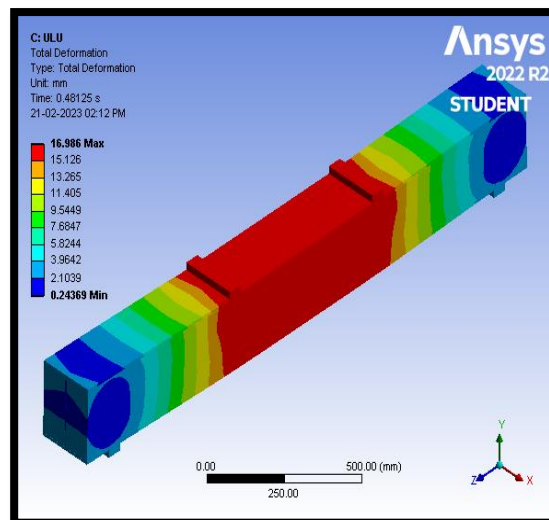 C: ULU
Total Deformation
Type: Total Deformation
Unit: mm
Time: 0.48125 s
21-02-2023 02:12 PM
16.986 Max
15.126
13.265
11.405
9.5449
7.6847
5.8244
3.9642
2.1039
0.24369 Min
Ansys
2022 R2
STUDENT
0.00
500.00 (mm)
250.00
Y
Z
X